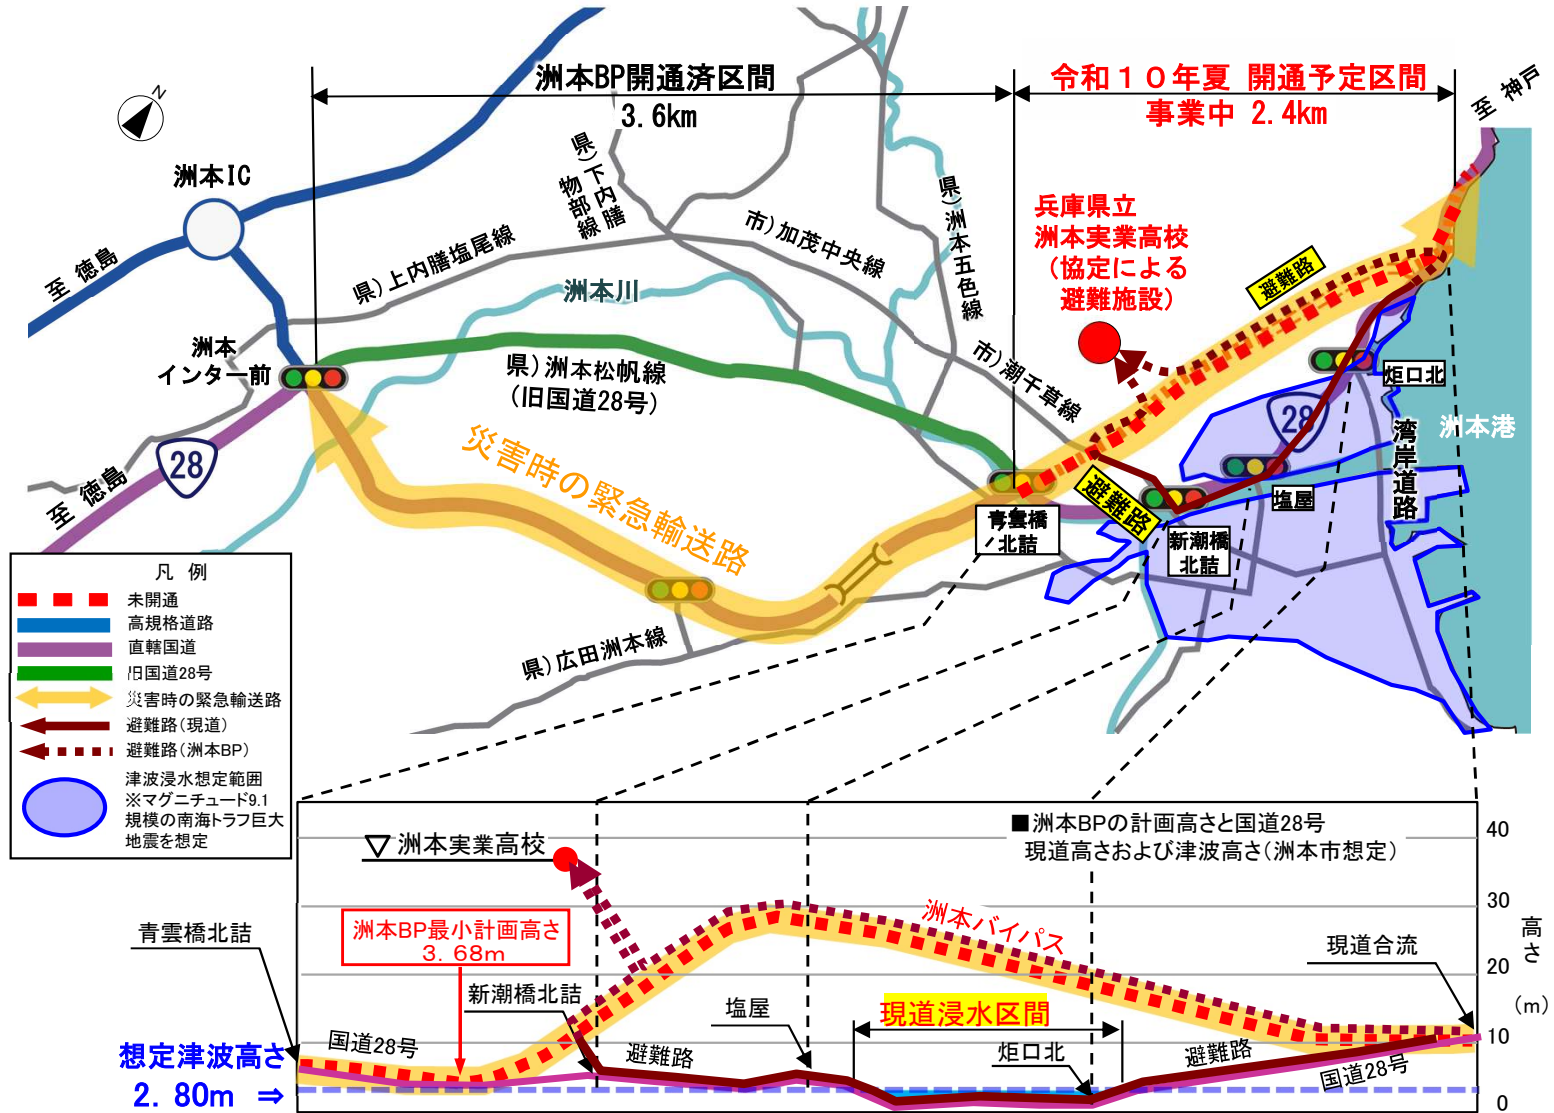 洲本BP開通済区間
3.6km
令和１０年夏 開通予定区間
事業中 2.4km
至 神戸
N
洲本IC
至 徳島
県）上内膳塩尾線
県）下内膳
物部線
市）加茂中央線
県）洲本五色線
兵庫県立
洲本実業高校
（協定による
避難施設）
避難路
洲本川
洲本
インター前
県）洲本松帆線
（旧国道28号）
市）潮千草線
炬口北
28
洲本港
湾岸道路
塩屋
28
至 徳島
災害時の緊急輸送路
避難路
青雲橋
北詰
新潮橋
北詰
県）広田洲本線
凡 例
未開通
高規格道路
直轄国道
旧国道28号
災害時の緊急輸送路
避難路（現道）
避難路（洲本BP）
津波浸水想定範囲
※マグニチュード9.1
規模の南海トラフ巨大
地震を想定
■洲本BPの計画高さと国道28号
現道高さおよび津波高さ（洲本市想定）
▽ 洲本実業高校
青雲橋北詰
洲本BP最小計画高さ
3．68m
新潮橋北詰
塩屋
洲本バイパス
現道合流
現道浸水区間
炬口北
国道28号
避難路
避難路
国道28号
想定津波高さ
2．80m ⇒
40
30
20
10
0
高さ
（m）